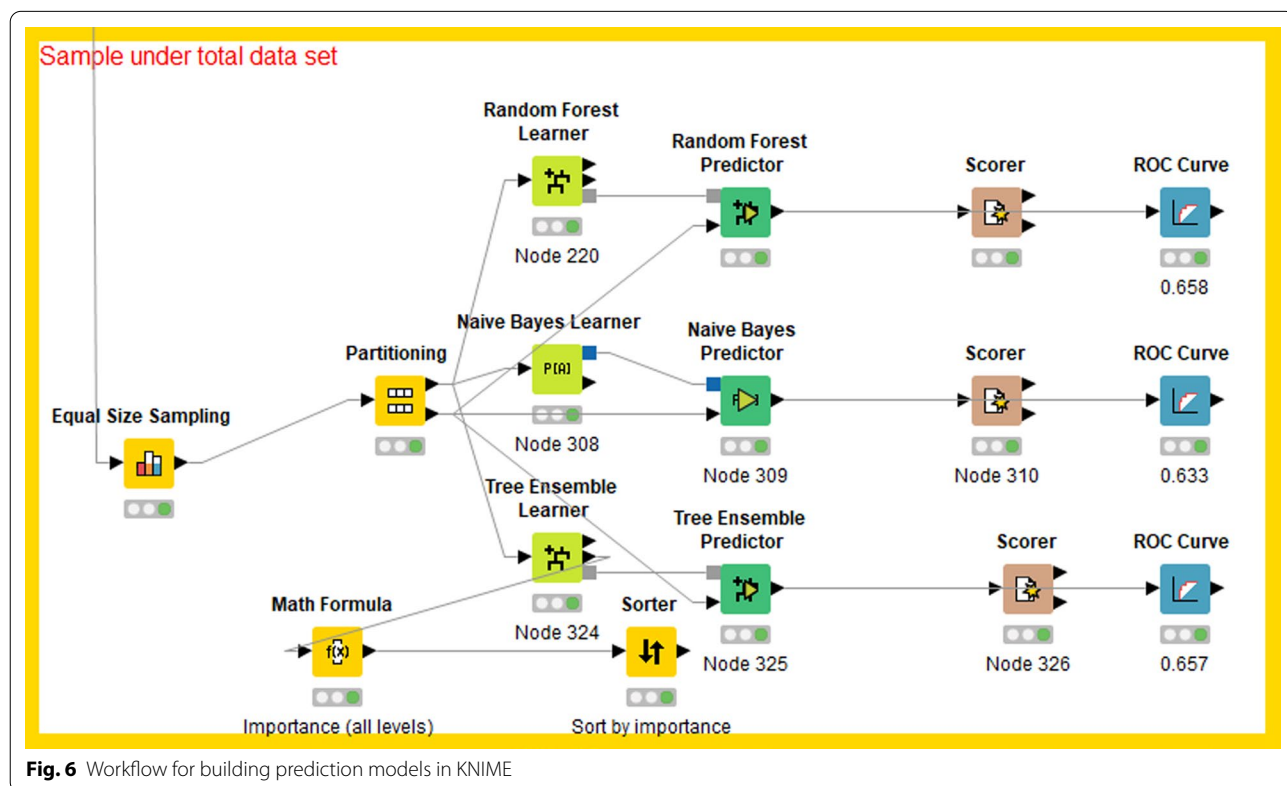 Sample under total data set
Random Forest
Learner
Node 220
Random Forest
Predictor
Scorer
ROC Curve
0.658
Naive Bayes Learner
P[A]
Node 308
Naive Bayes
Predictor
Node 309
Scorer
Node 310
ROC Curve
0.633
Partitioning
Equal Size Sampling
Tree Ensemble
Learner
Node 324
Tree Ensemble
Predictor
Node 325
Scorer
Node 326
ROC Curve
0.657
Math Formula
f(x)
Importance (all levels)
Sorter
Sort by importance
Fig. 6 Workflow for building prediction models in KNIME